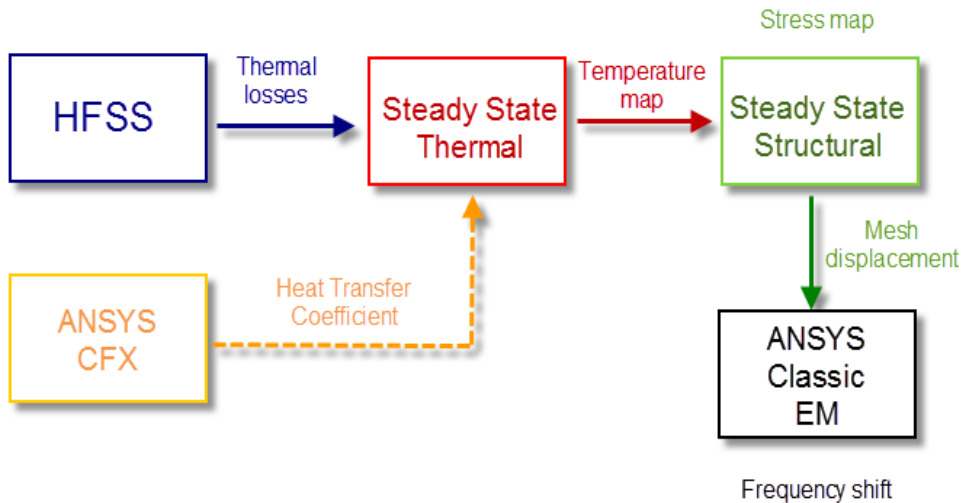 Stress map
HFSS
Thermal
losses
Steady State
Thermal
Temperature
map
Steady State
Structural
Mesh
displacement
ANSYS
CFX
Heat Transfer
Coefficient
ANSYS
Classic
EM
Frequency shift